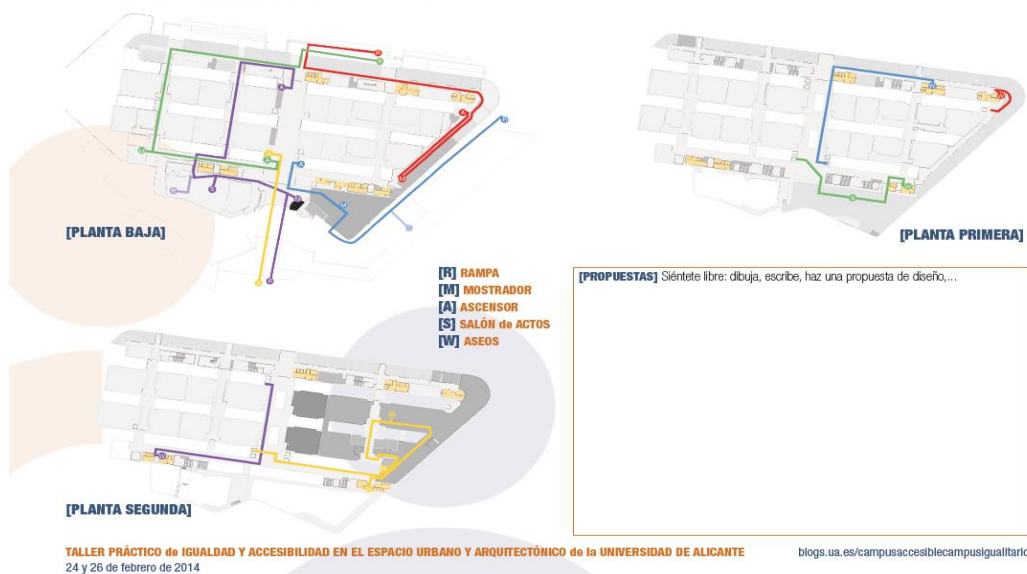 [PLANTA BAJA]
[PLANTA PRIMERA]
[R] RAMPA
[M] MOSTRADOR
[A] ASCENSOR
[S] SALÓN de ACTOS
[W] ASEOS
[PROPUESTAS] Siéntete libre: dibuja, escribe, haz una propuesta de diseño,...
[PLANTA SEGUNDA]
TALLER PRÁCTICO de IGUALDAD Y ACCESIBILIDAD EN EL ESPACIO URBANO Y ARQUITECTÓNICO de la UNIVERSIDAD DE ALICANTE
blogs.ua.es/campusaccesiblecampusigualitario
24 y 26 de febrero de 2014